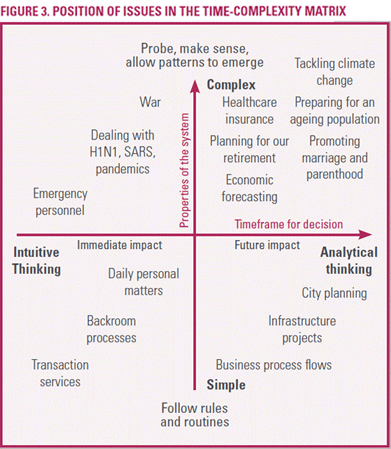 FIGURE 3. POSITION OF ISSUES IN THE TIME-COMPLEXITY MATRIX
Probe, make sense,
allow patterns to emerge
Tackling climate
change
Complex
War
Healthcare
insurance
Preparing for an
ageing population
Dealing with
H1N1, SARS,
pandemics
Properties of the system
Planning for our
retirement
Promoting
marriage and
parenthood
Economic
forecasting
Emergency
personnel
Timeframe for decision
Intuitive
Thinking
Immediate impact
Future impact
Analytical
thinking
Daily personal
matters
City planning
Backroom
processes
Infrastructure
projects
Transaction
services
Business process flows
Simple
Follow rules
and routines